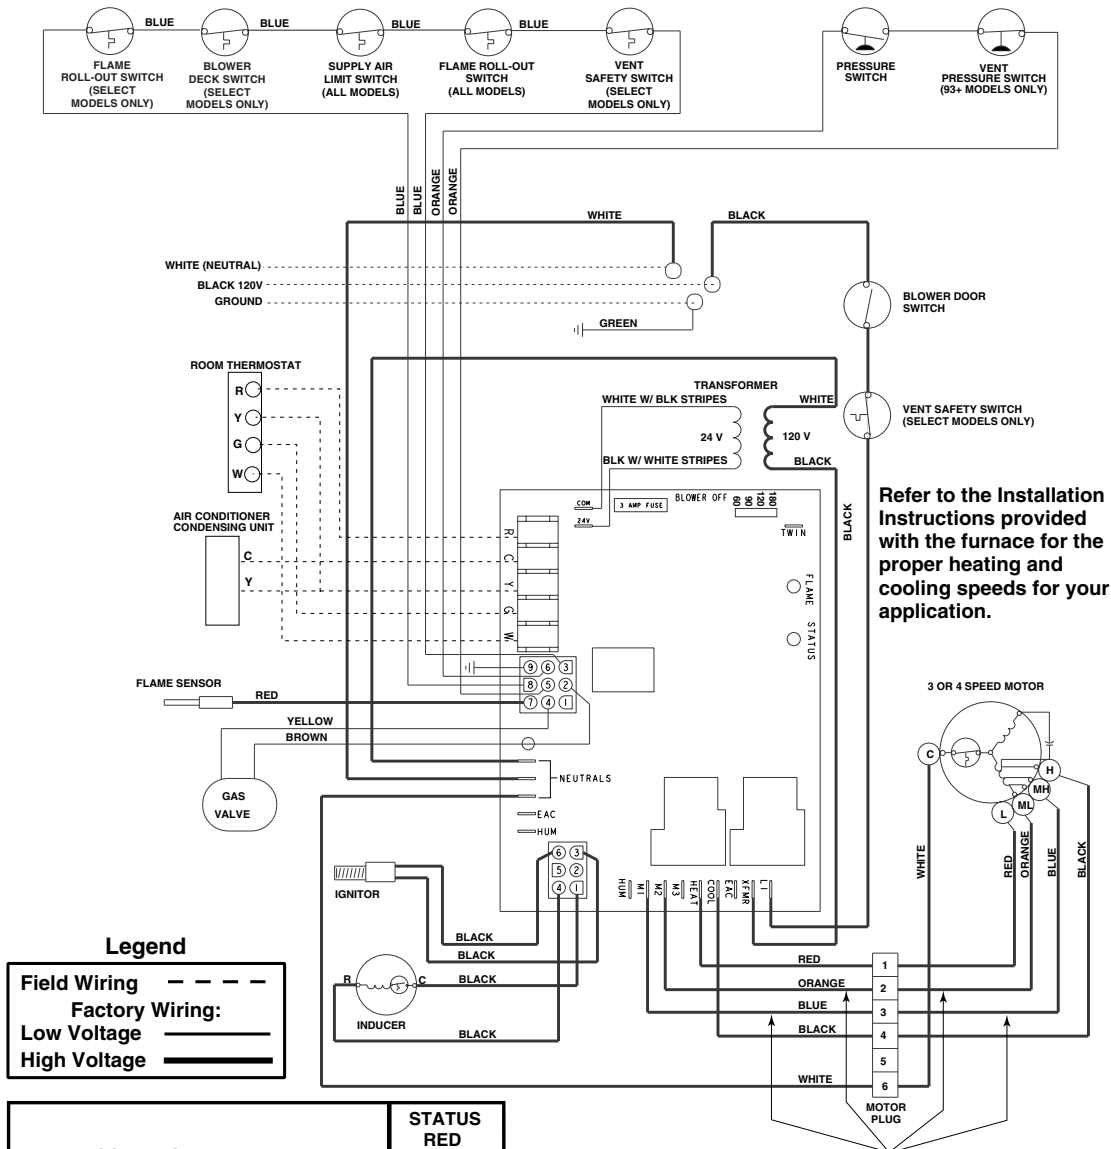 BLUE
BLUE
BLUE
BLUE
FLAME
ROLL-OUT SWITCH
(SELECT
MODELS ONLY)
BLOWER
DECK SWITCH
(SELECT
MODELS ONLY)
SUPPLY AIR
LIMIT SWITCH
(ALL MODELS)
FLAME ROLL-OUT
SWITCH
(ALL MODELS)
VENT
SAFETY SWITCH
(SELECT
MODELS ONLY)
PRESSURE
SWITCH
VENT
PRESSURE SWITCH
(93+ MODELS ONLY)
BLUE
BLUE
ORANGE
ORANGE
WHITE
BLACK
WHITE (NEUTRAL)
BLACK 120V
GROUND
GREEN
BLOWER DOOR
SWITCH
ROOM THERMOSTAT
R
Y
G
W
TRANSFORMER
WHITE W/ BLK STRIPES
WHITE
24 V
120 V
BLK W/ WHITE STRIPES
BLACK
VENT SAFETY SWITCH
(SELECT MODELS ONLY)
AIR CONDITIONER
CONDENSING UNIT
C
Y
COM
24V
3 AMP FUSE
BLOWER OFF
60
90
120
180
TWIN
BLACK
R
C
Y
G
W
FLAME
STATUS
Refer to the Installation
Instructions provided
with the furnace for the
proper heating and
cooling speeds for your
application.
9 6 3
8 5 2
7 4 1
FLAME SENSOR
RED
YELLOW
BROWN
GAS
VALVE
NEUTRALS
EAC
HUM
3 OR 4 SPEED MOTOR
C
H
MH
ML
L
WHITE
RED
ORANGE
BLUE
BLACK
6 3
5 2
4 1
IGNITOR
HUM
M1
M2
M3
HEAT
COOL
EAC
XFMR
L1
BLACK
BLACK
R
C
BLACK
INDUCER
BLACK
RED
1
ORANGE
2
BLUE
3
BLACK
4
5
WHITE
6
MOTOR
PLUG
Legend
Field Wiring
Factory Wiring:
Low Voltage
High Voltage
STATUS
RED